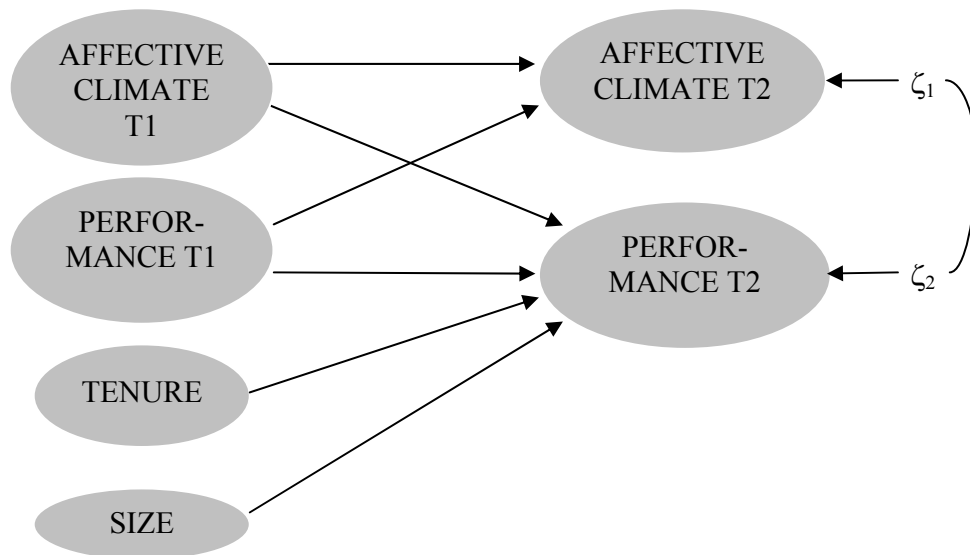 AFFECTIVE
CLIMATE
T1
AFFECTIVE
CLIMATE T2
ζ1
PERFOR-
MANCE T1
PERFOR-
MANCE T2
ζ2
TENURE
SIZE